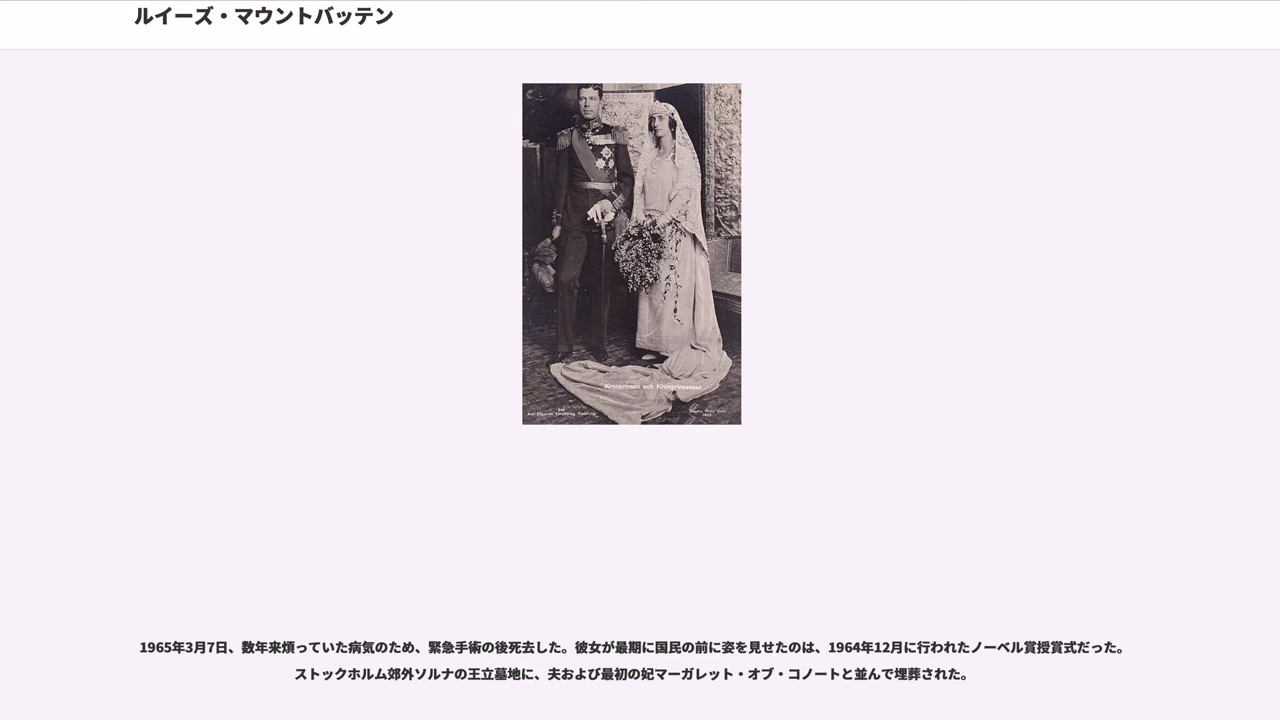 ルイーズ・マウントバッテン
Kronprinsen och Kronprinsessan
1965年3月7日、数年来煩っていた病気のため、緊急手術の後死去した。彼女が最期に国民の前に姿を見せたのは、1964年12月に行われたノーベル賞授賞式だった。
ストックホルム郊外ソルナの王立墓地に、夫および最初の妃マーガレット・オブ・コノートと並んで埋葬された。